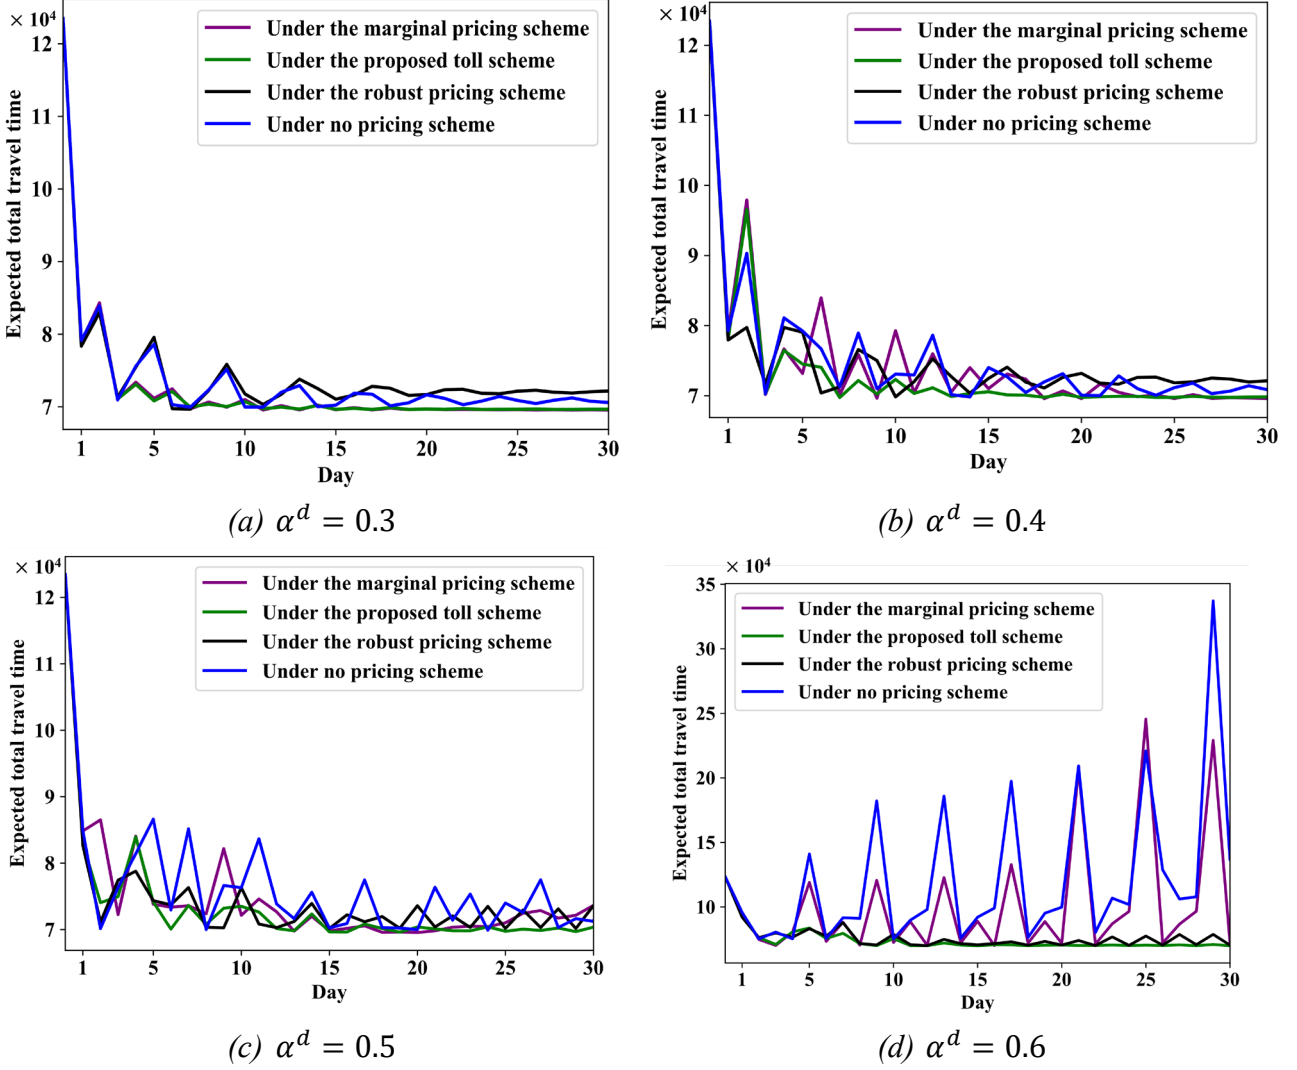 × 10⁴
Under the marginal pricing scheme
Under the proposed toll scheme
Under the robust pricing scheme
Under no pricing scheme
Expected total travel time
12
11
10
9
8
7
1 5 10 15 20 25 30
Day
(a) αᵈ = 0.3
× 10⁴
Under the marginal pricing scheme
Under the proposed toll scheme
Under the robust pricing scheme
Under no pricing scheme
Expected total travel time
12
11
10
9
8
7
1 5 10 15 20 25 30
Day
(b) αᵈ = 0.4
× 10⁴
Under the marginal pricing scheme
Under the proposed toll scheme
Under the robust pricing scheme
Under no pricing scheme
Expected total travel time
12
11
10
9
8
7
1 5 10 15 20 25 30
Day
(c) αᵈ = 0.5
× 10⁴
Under the marginal pricing scheme
Under the proposed toll scheme
Under the robust pricing scheme
Under no pricing scheme
Expected total travel time
35
30
25
20
15
10
1 5 10 15 20 25 30
Day
(d) αᵈ = 0.6